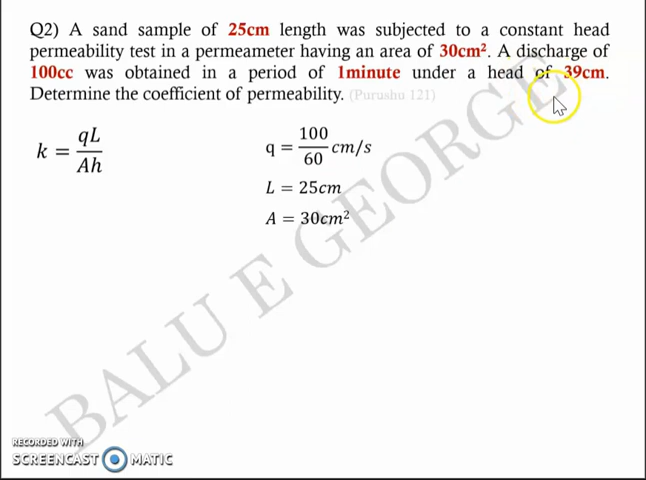 Q2) A sand sample of 25cm length was subjected to a constant head
permeability test in a permeameter having an area of 30cm². A discharge of
100cc was obtained in a period of 1minute under a head of 39cm.
Determine the coefficient of permeability. (Purushu 121)
k = qL/Ah
q = 100/60 cm/s
L = 25cm
A = 30cm²
BALU E GEORGE
RECORDED WITH
SCREENCAST MATIC